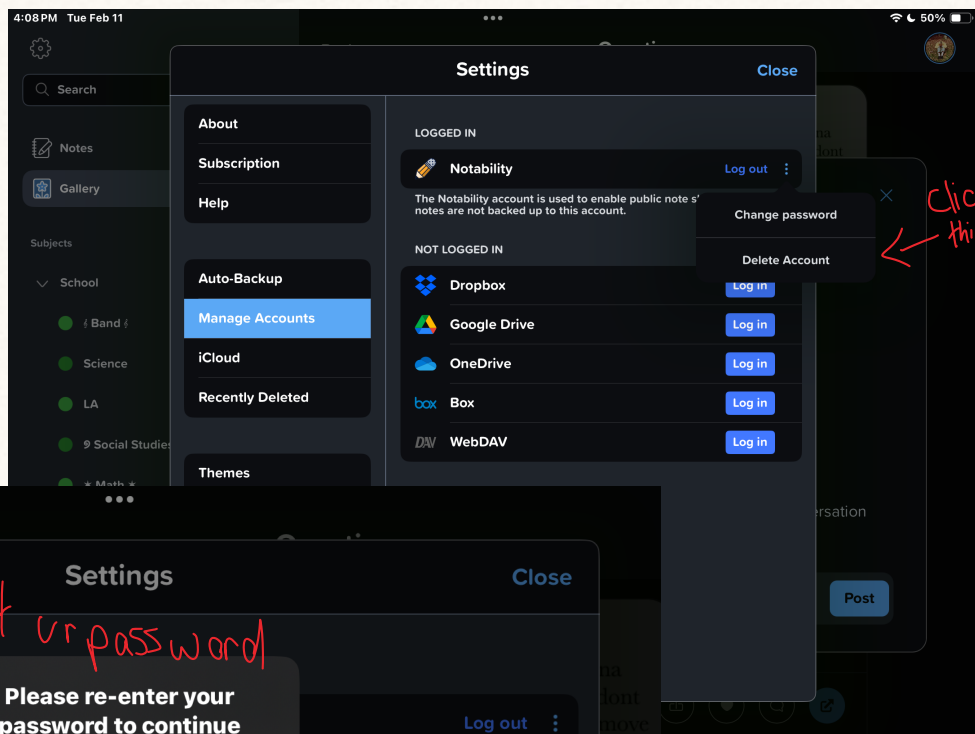 4:08 PM Tue Feb 11
50%
Settings
Close
Search
About
LOGGED IN
Notes
Subscription
Notability
Log out
Gallery
Help
The Notability account is used to enable public note
notes are not backed up to this account.
Change password
Subjects
NOT LOGGED IN
Delete Account
School
Auto-Backup
Dropbox
Log in
Band
Manage Accounts
Google Drive
Log in
Science
iCloud
OneDrive
Log in
LA
Recently Deleted
Box
Log in
Social Studies
WebDAV
Log in
Math
Themes
Post
Settings
Close
ur password
Please re-enter your
password to continue
Log out
dont
move